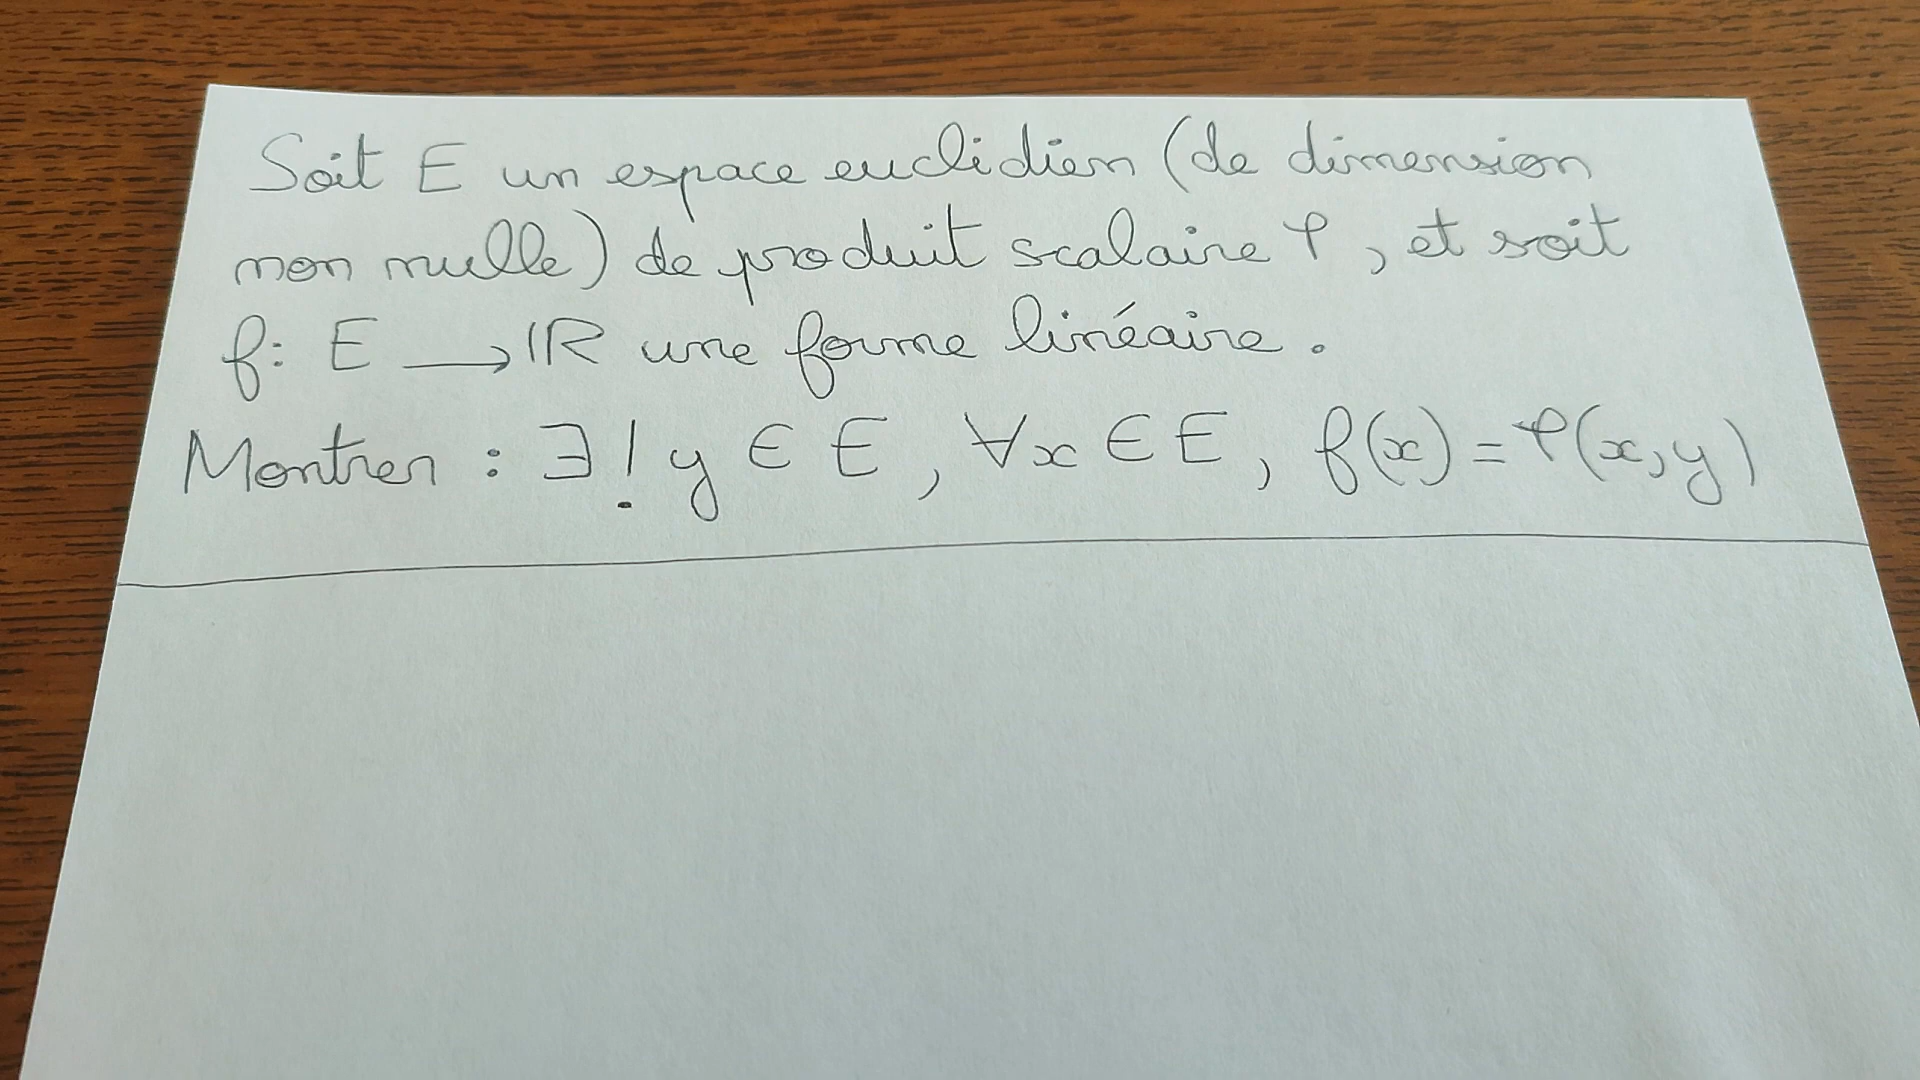 Soit E un espace euclidien (de dimension
non nulle) de produit scalaire φ, et soit
f: E → ℝ une forme linéaire.
Montrer : ∃! y ∈ E, ∀x ∈ E, f(x) = φ(x,y)